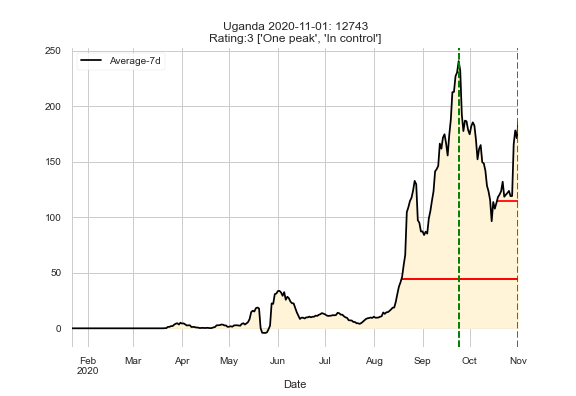 Uganda 2020-11-01: 12743
Rating:3 ['One peak', 'In control']
Average-7d
250
200
150
100
50
0
Feb Mar Apr May Jun Jul Aug Sep Oct Nov
2020
Date